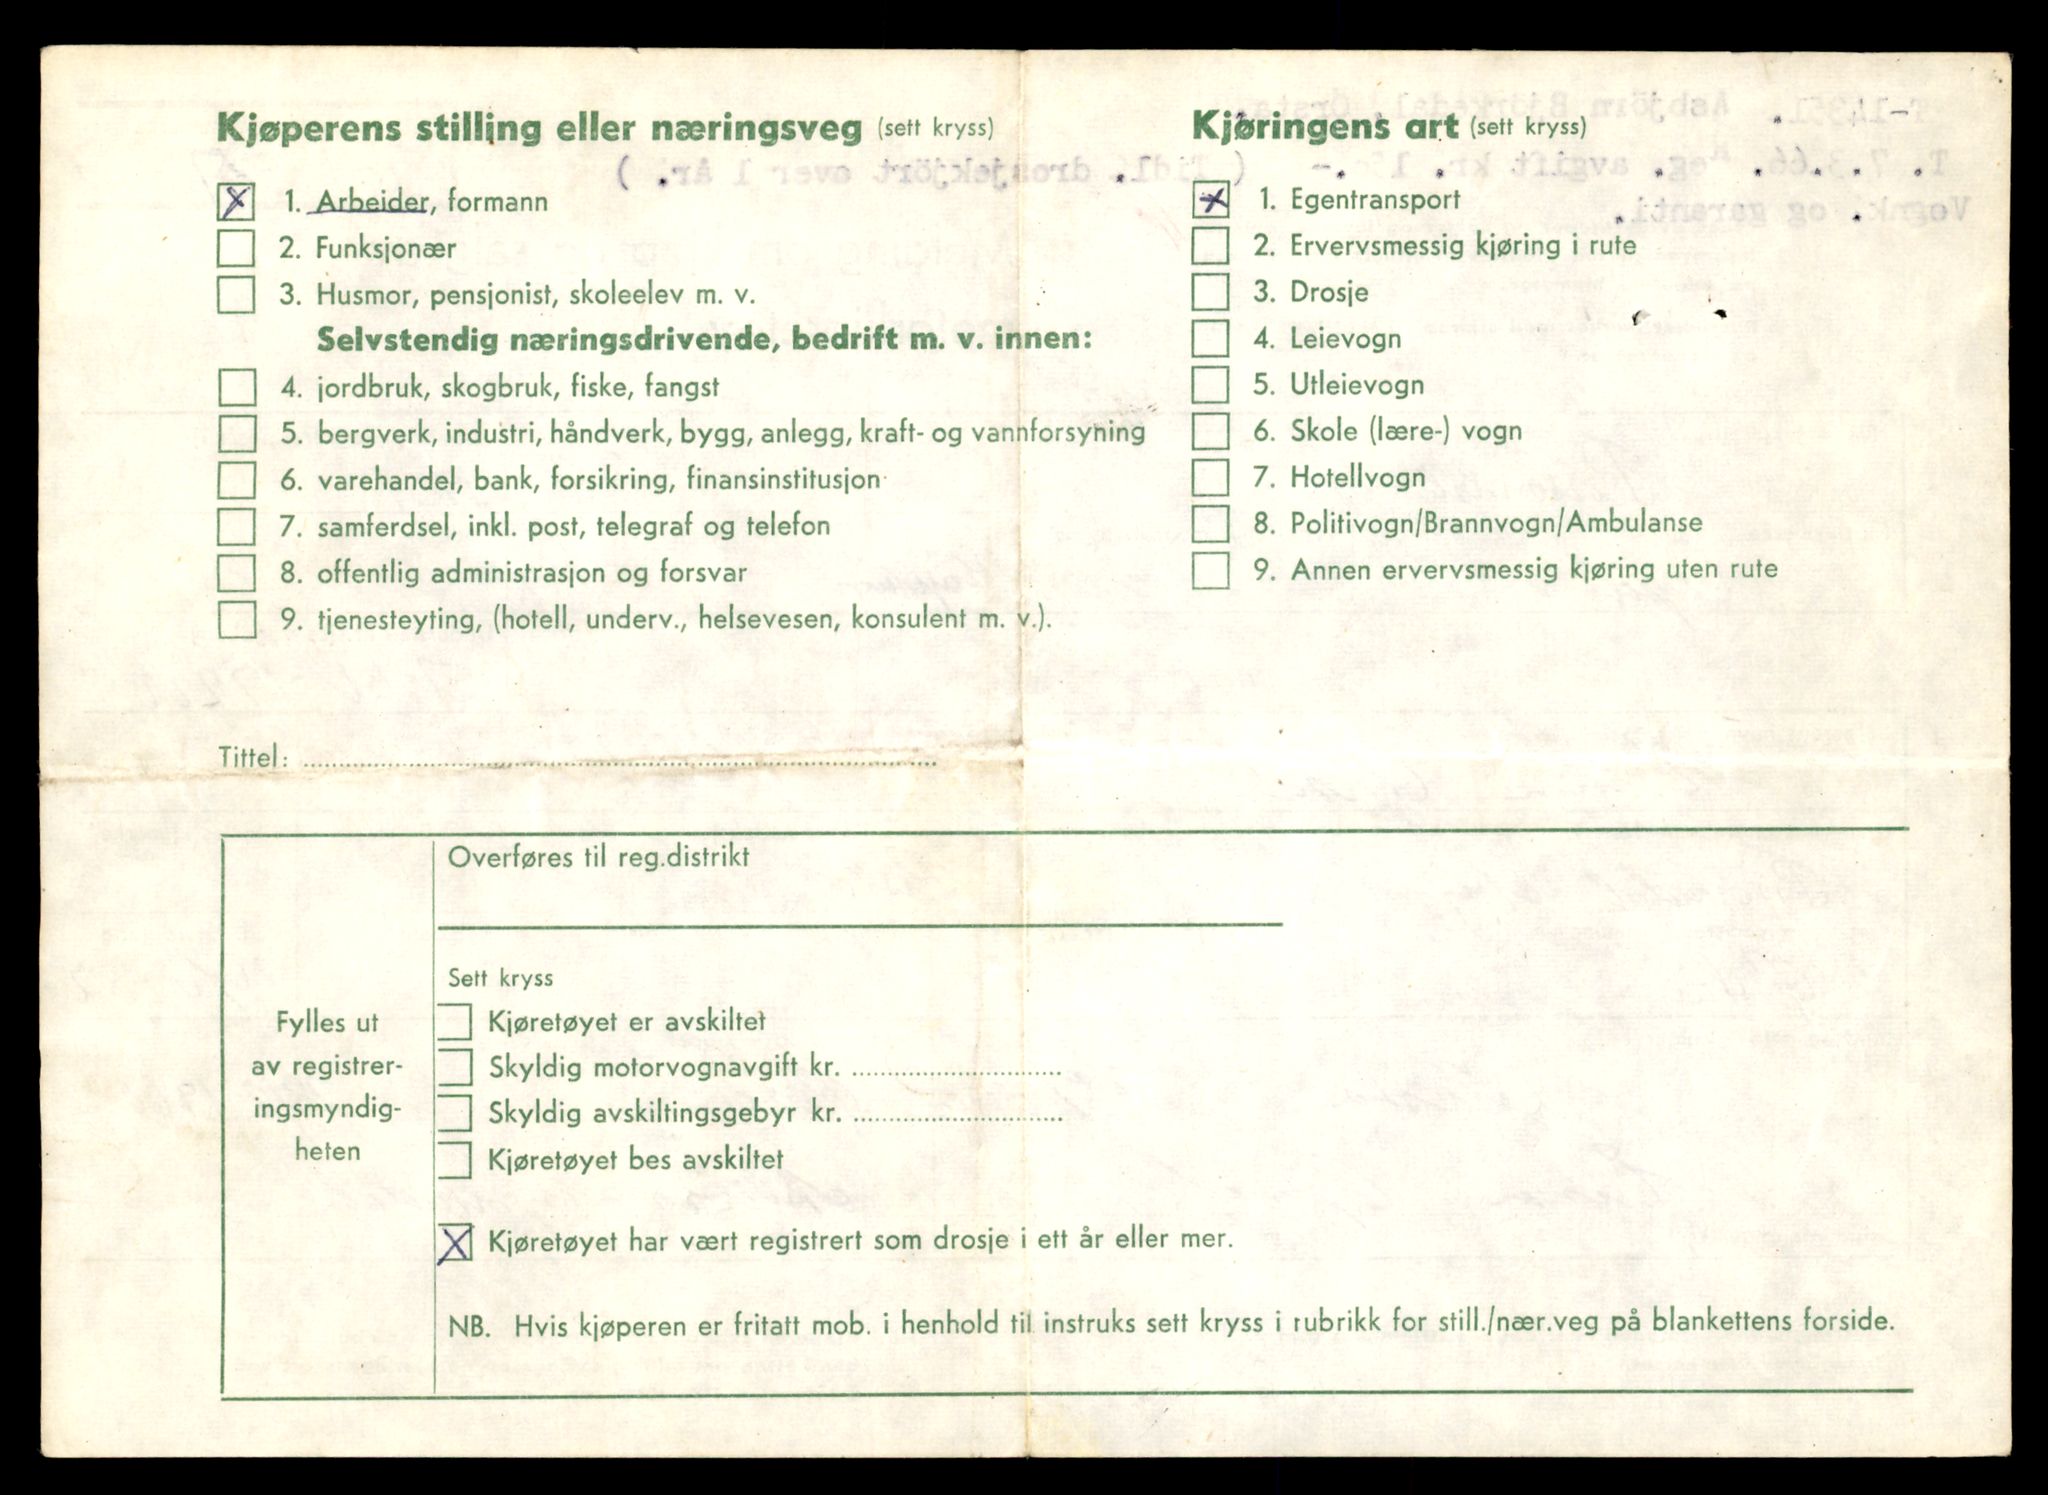 Kjøperens stilling eller næringsveg (sett kryss)
X 1. Arbeider, formann
2. Funksjonær
3. Husmor, pensjonist, skoleelev m. v.
Selvstendig næringsdrivende, bedrift m. v. innen:
4. jordbruk, skogbruk, fiske, fangst
5. bergverk, industri, håndverk, bygg, anlegg, kraft- og vannforsyning
6. varehandel, bank, forsikring, finansinstitusjon
7. samferdsel, inkl. post, telegraf og telefon
8. offentlig administrasjon og forsvar
9. tjenesteyting, (hotell, underv., helsevesen, konsulent m. v.).
Tittel:
Kjøringens art (sett kryss)
X 1. Egentransport
2. Ervervsmessig kjøring i rute
3. Drosje
4. Leievogn
5. Utleievogn
6. Skole (lære-) vogn
7. Hotellvogn
8. Politivogn/Brannvogn/Ambulanse
9. Annen ervervsmessig kjøring uten rute
Fylles ut
av registrer-
ingsmyndig-
heten
Overføres til reg.distrikt
Sett kryss
Kjøretøyet er avskiltet
Skyldig motorvognavgift kr.
Skyldig avskiltingsgebyr kr.
Kjøretøyet bes avskiltet
X Kjøretøyet har vært registrert som drosje i ett år eller mer.
NB. Hvis kjøperen er fritatt mob. i henhold til instruks sett kryss i rubrikk for still./nær.veg på blankettens forside.